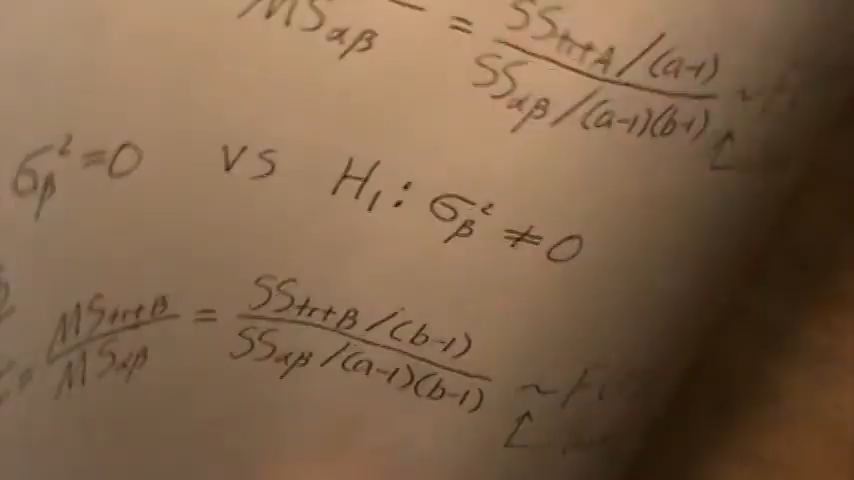 MSαβ = SStrtA/(a-1) / SSαβ/(a-1)(b-1) ~
σβ²=0 vs H₁: σβ² ≠ 0
MStrtB / MSαβ = SStrtB/(b-1) / SSαβ/(a-1)(b-1) ~ F